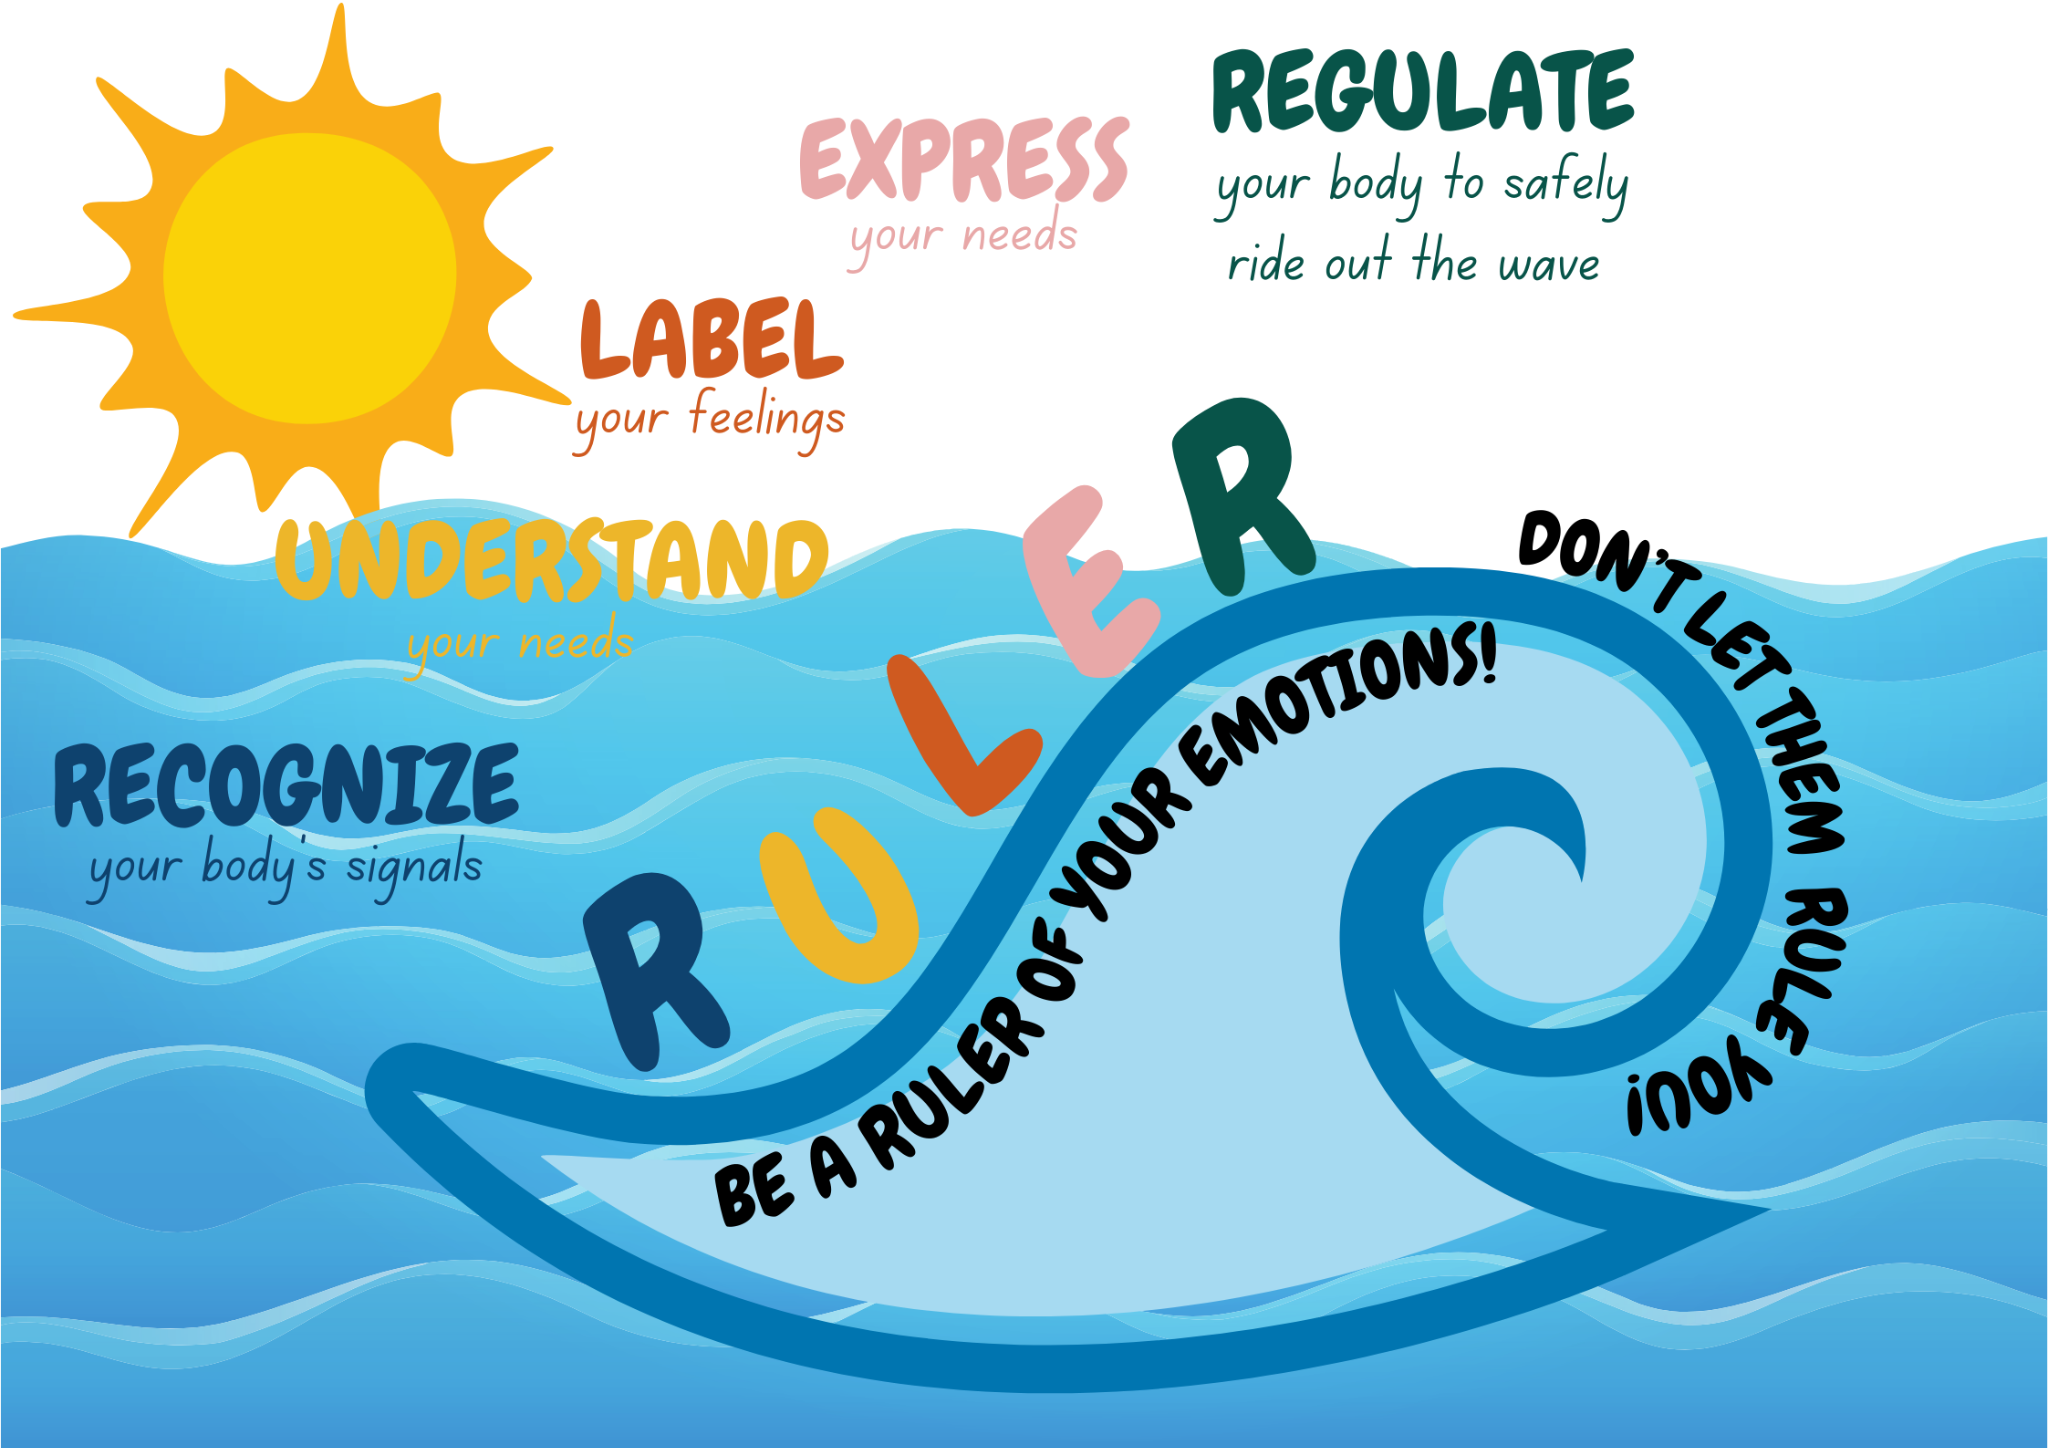 REGULATE
your body to safely
ride out the wave
EXPRESS
your needs
LABEL
your feelings
UNDERSTAND
your needs
RECOGNIZE
your body's signals
RULER
BE A RULER OF YOUR EMOTIONS!
DON'T LET THEM RULE YOU!